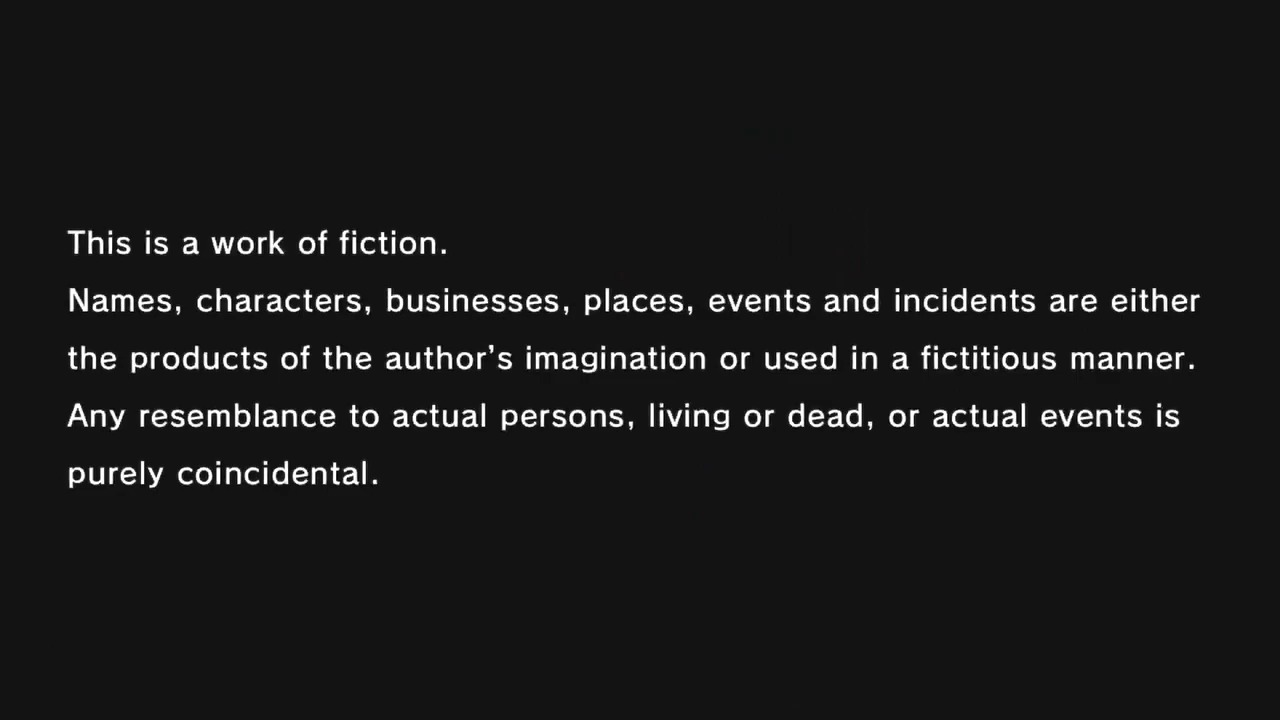 This is a work of fiction.
Names, characters, businesses, places, events and incidents are either
the products of the author’s imagination or used in a fictitious manner.
Any resemblance to actual persons, living or dead, or actual events is
purely coincidental.